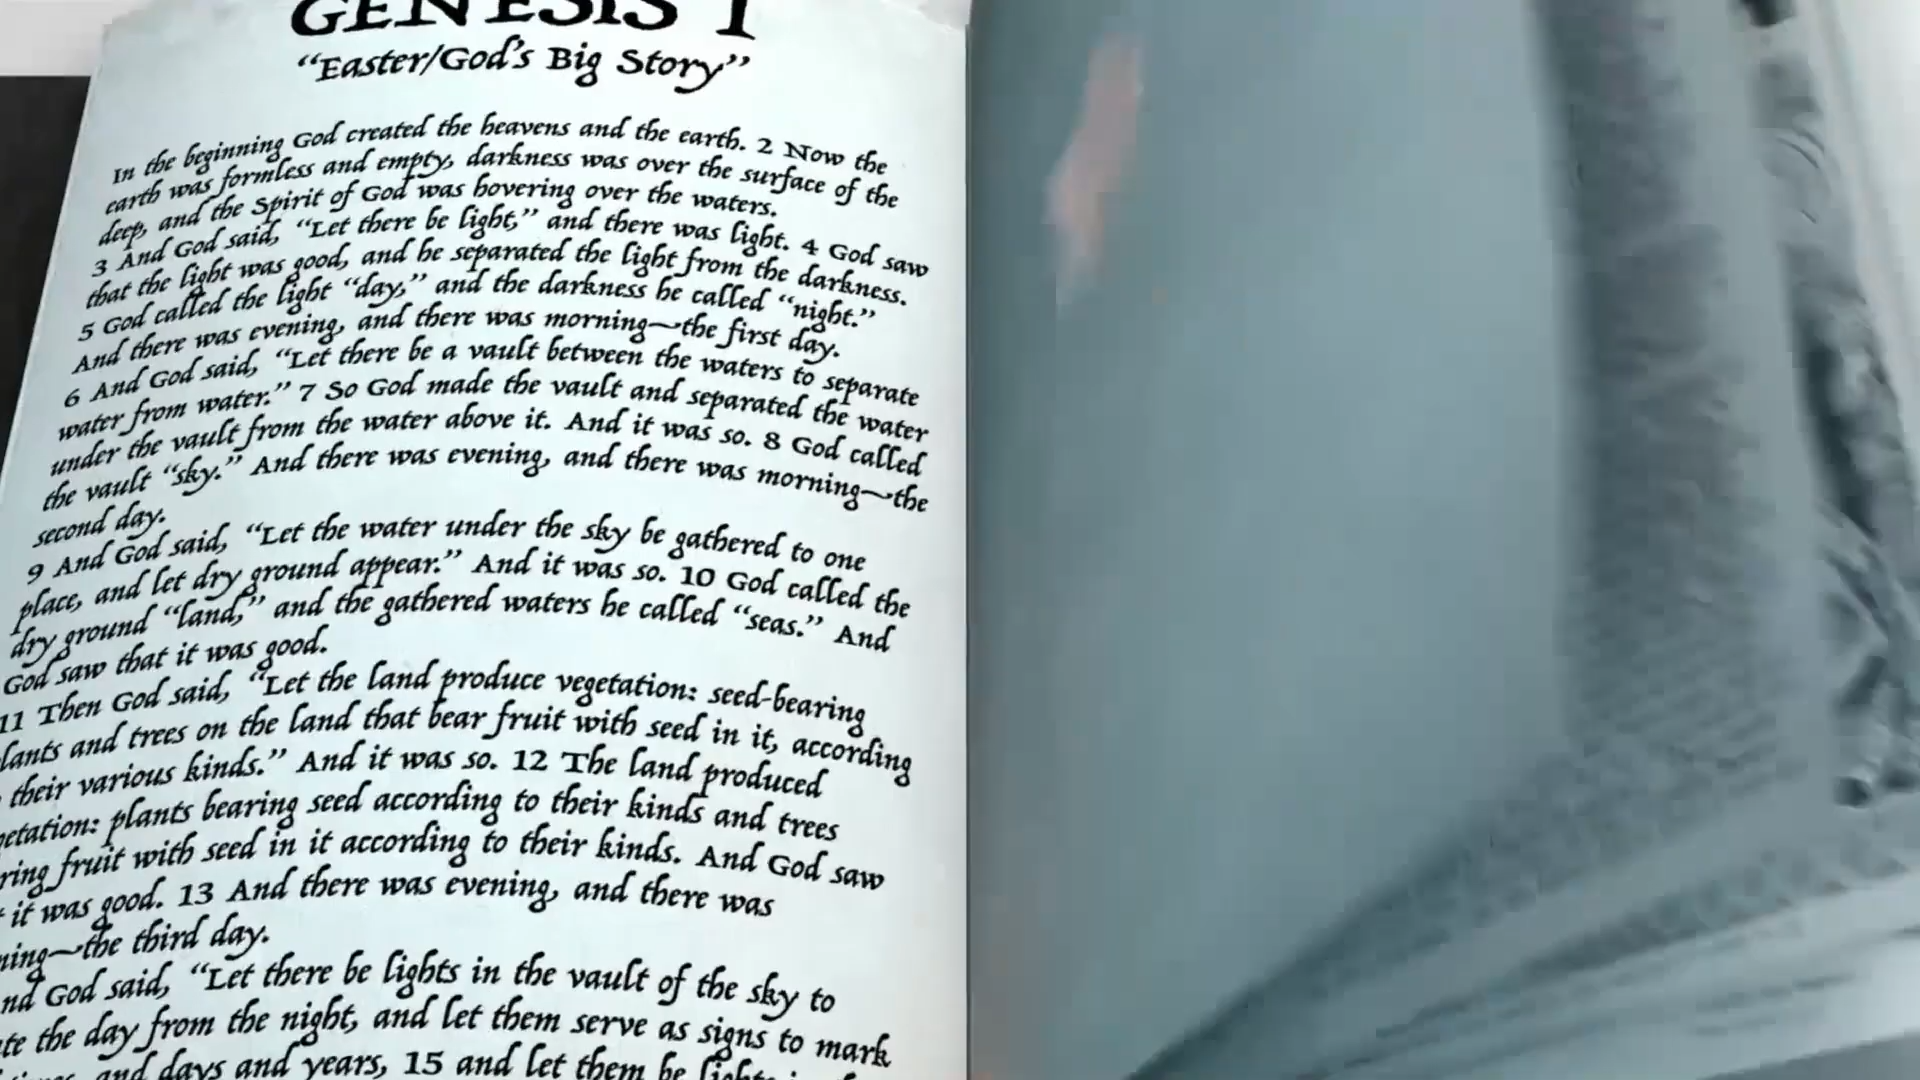 GENESIS 1
“Easter/God’s Big Story”
In the beginning God created the heavens and the earth. 2 Now the
earth was formless and empty, darkness was over the surface of the
deep, and the Spirit of God was hovering over the waters.
3 And God said, “Let there be light,” and there was light. 4 God saw
that the light was good, and he separated the light from the darkness.
5 God called the light “day,” and the darkness he called “night.”
And there was evening, and there was morning—the first day.
6 And God said, “Let there be a vault between the waters to separate
water from water.” 7 So God made the vault and separated the water
under the vault from the water above it. And it was so. 8 God called
the vault “sky.” And there was evening, and there was morning—the
second day.
9 And God said, “Let the water under the sky be gathered to one
place, and let dry ground appear.” And it was so. 10 God called the
dry ground “land,” and the gathered waters he called “seas.” And
God saw that it was good.
11 Then God said, “Let the land produce vegetation: seed-bearing
lants and trees on the land that bear fruit with seed in it, according
their various kinds.” And it was so. 12 The land produced
getation: plants bearing seed according to their kinds and trees
ring fruit with seed in it according to their kinds. And God saw
it was good. 13 And there was evening, and there was
ning—the third day.
nd God said, “Let there be lights in the vault of the sky to
te the day from the night, and let them serve as signs to mark
and days and years, 15 and let them be lights